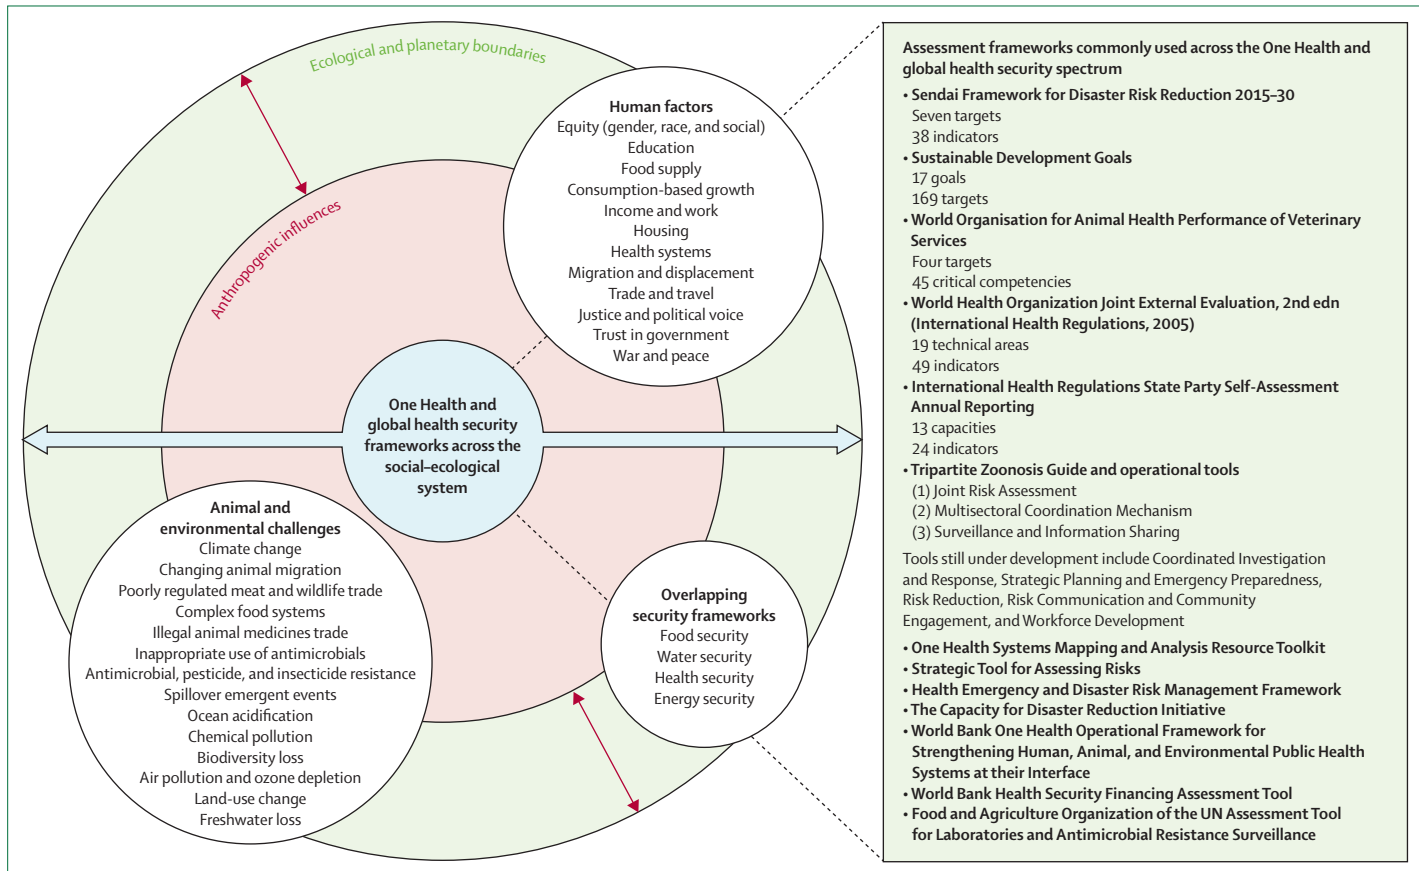 Ecological and planetary boundaries
Anthropogenic influences
Human factors
Equity (gender, race, and social)
Education
Food supply
Consumption-based growth
Income and work
Housing
Health systems
Migration and displacement
Trade and travel
Justice and political voice
Trust in government
War and peace
One Health and
global health security
frameworks across the
social–ecological
system
Animal and
environmental challenges
Climate change
Changing animal migration
Poorly regulated meat and wildlife trade
Complex food systems
Illegal animal medicines trade
Inappropriate use of antimicrobials
Antimicrobial, pesticide, and insecticide resistance
Spillover emergent events
Ocean acidification
Chemical pollution
Biodiversity loss
Air pollution and ozone depletion
Land-use change
Freshwater loss
Overlapping
security frameworks
Food security
Water security
Health security
Energy security
Assessment frameworks commonly used across the One Health and
global health security spectrum
• Sendai Framework for Disaster Risk Reduction 2015–30
Seven targets
38 indicators
• Sustainable Development Goals
17 goals
169 targets
• World Organisation for Animal Health Performance of Veterinary
Services
Four targets
45 critical competencies
• World Health Organization Joint External Evaluation, 2nd edn
(International Health Regulations, 2005)
19 technical areas
49 indicators
• International Health Regulations State Party Self-Assessment
Annual Reporting
13 capacities
24 indicators
• Tripartite Zoonosis Guide and operational tools
(1) Joint Risk Assessment
(2) Multisectoral Coordination Mechanism
(3) Surveillance and Information Sharing
Tools still under development include Coordinated Investigation
and Response, Strategic Planning and Emergency Preparedness,
Risk Reduction, Risk Communication and Community
Engagement, and Workforce Development
• One Health Systems Mapping and Analysis Resource Toolkit
• Strategic Tool for Assessing Risks
• Health Emergency and Disaster Risk Management Framework
• The Capacity for Disaster Reduction Initiative
• World Bank One Health Operational Framework for
Strengthening Human, Animal, and Environmental Public Health
Systems at their Interface
• World Bank Health Security Financing Assessment Tool
• Food and Agriculture Organization of the UN Assessment Tool
for Laboratories and Antimicrobial Resistance Surveillance